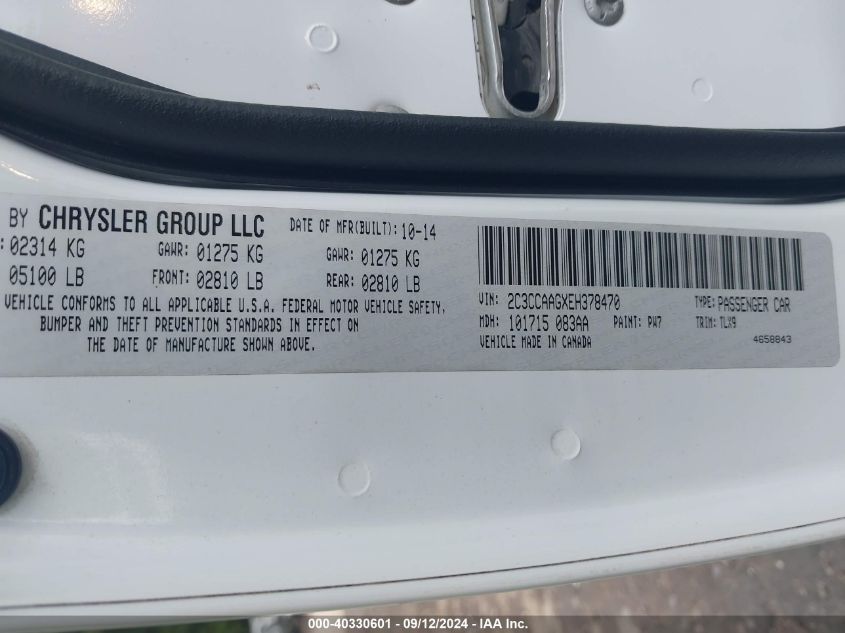 BY CHRYSLER GROUP LLC DATE OF MFR(BUILT): 10-14
: 02314 KG GAWR: 01275 KG GAWR: 01275 KG
05100 LB FRONT: 02810 LB REAR: 02810 LB
VEHICLE CONFORMS TO ALL APPLICABLE U.S.A. FEDERAL MOTOR VEHICLE SAFETY,
BUMPER AND THEFT PREVENTION STANDARDS IN EFFECT ON
THE DATE OF MANUFACTURE SHOWN ABOVE.
VIN: 2C3CCAAGXEH378470 TYPE: PASSENGER CAR
MDH: 101715 083AA PAINT: PW7 TRIM: TLX9
VEHICLE MADE IN CANADA 4658843
000-40330601 - 09/12/2024 - IAA Inc.